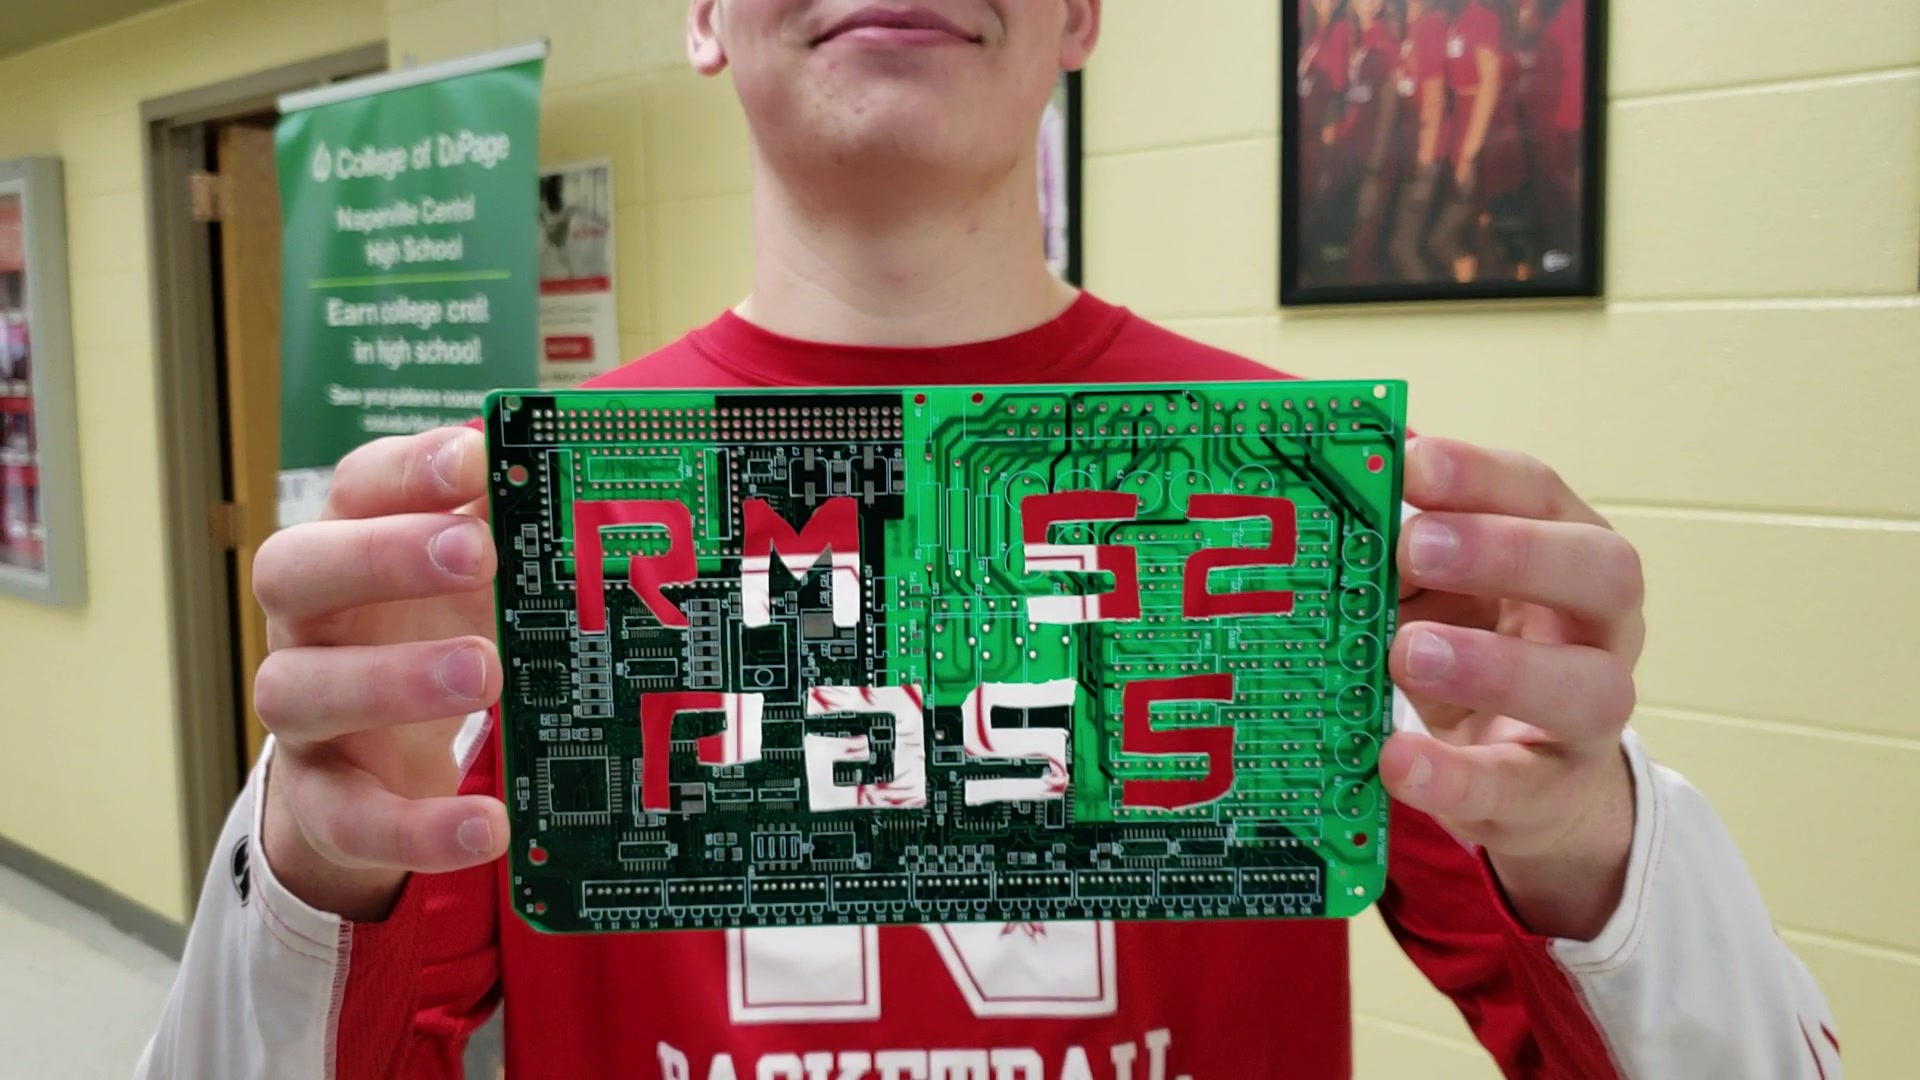 College of DuPage
Naperville Central
High School
Earn college credit
in high school
RM 52
Pass
BASKETBALL